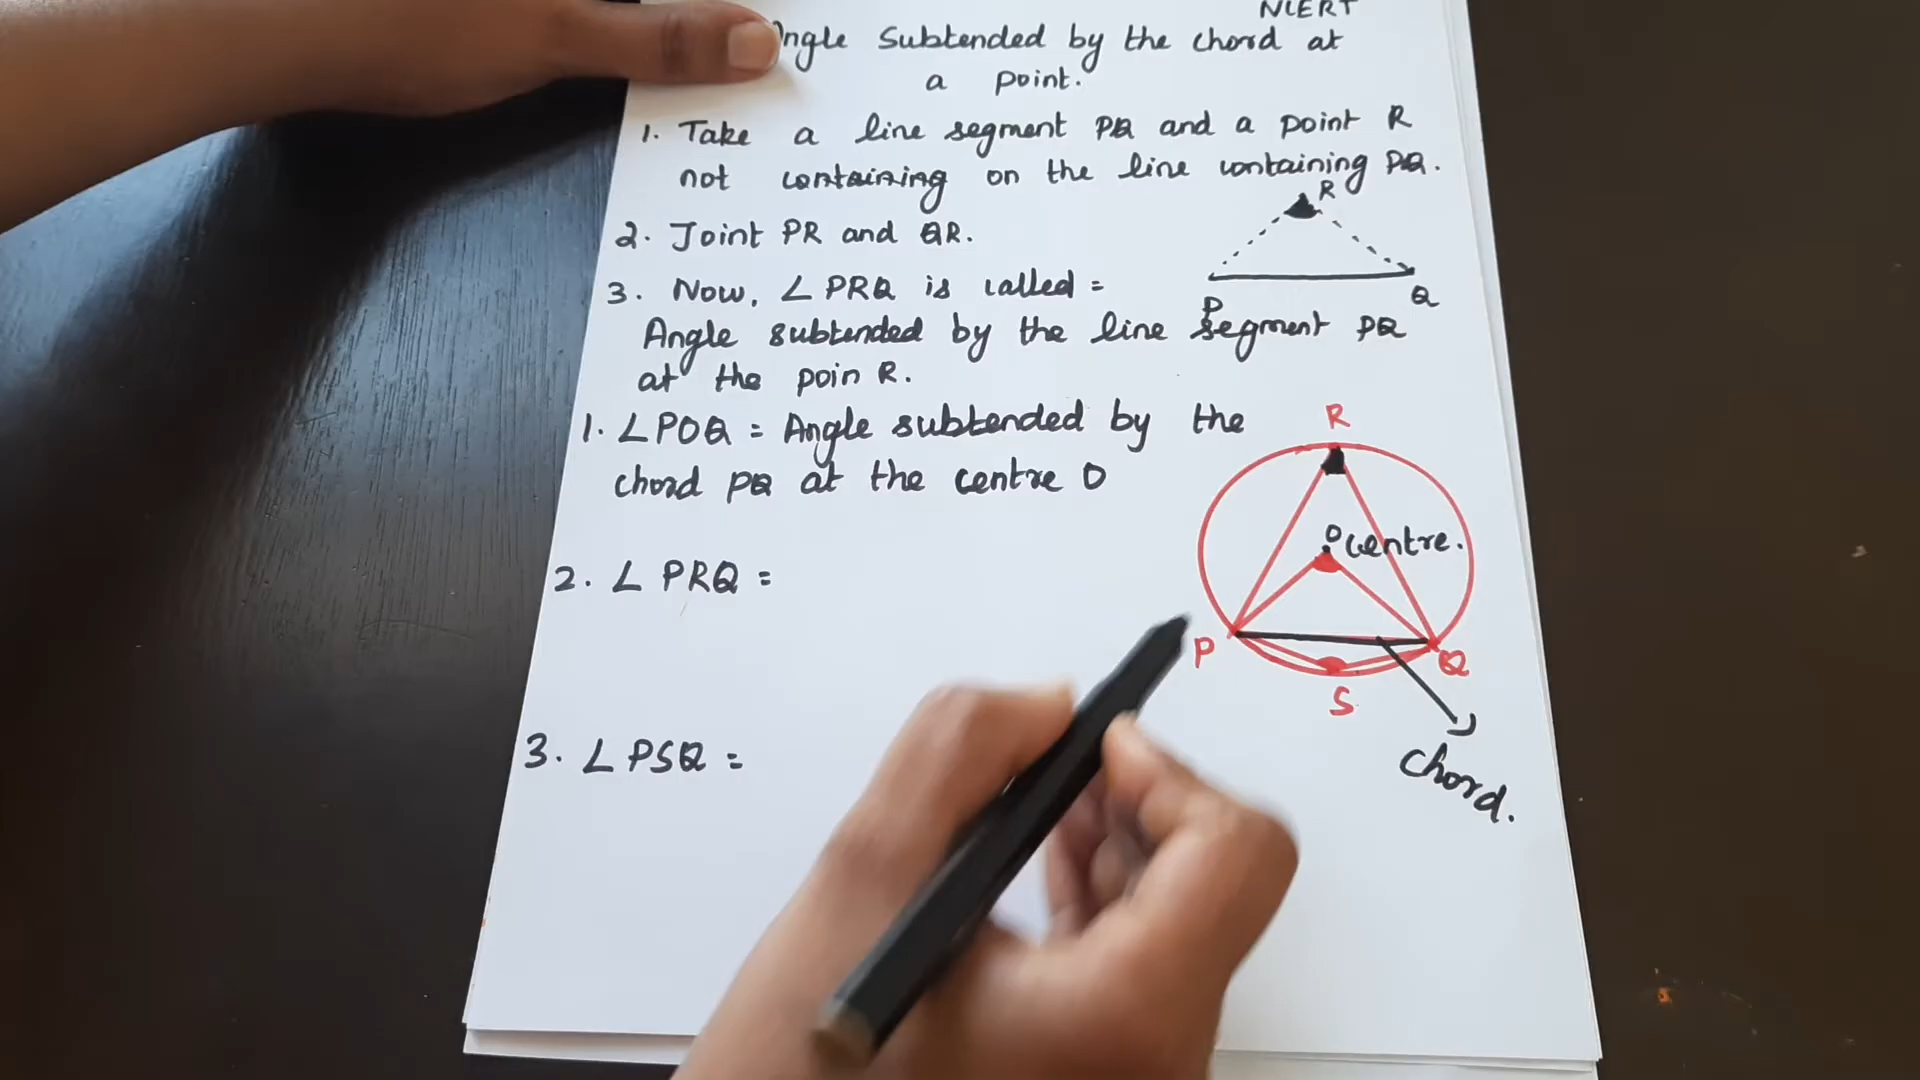 NCERT
Angle Subtended by the chord at
a point.
1. Take a line segment PQ and a point R
not containing on the line containing PQ.
R
2. Joint PR and QR.
3. Now, ∠PRQ is called =
P
Q
Angle subtended by the line segment PQ
at the poin R.
R
1. ∠POQ = Angle subtended by the
chord PQ at the centre O
O centre.
2. ∠PRQ =
P
Q
S
3. ∠PSQ =
chord.